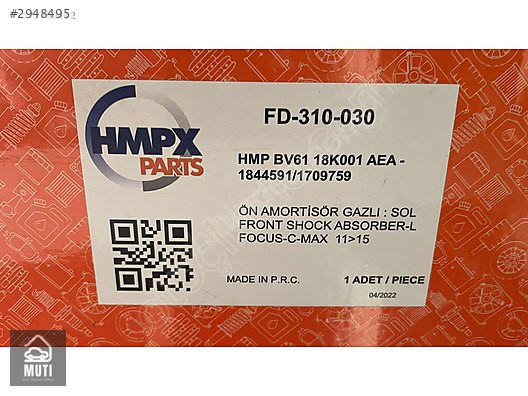 #2948495
HMPX
PARTS
FD-310-030
HMP BV61 18K001 AEA -
1844591/1709759
ÖN AMORTİSÖR GAZLI : SOL
FRONT SHOCK ABSORBER-L
FOCUS-C-MAX 11>15
MADE IN P.R.C.
1 ADET / PIECE
04/2022
MUTI